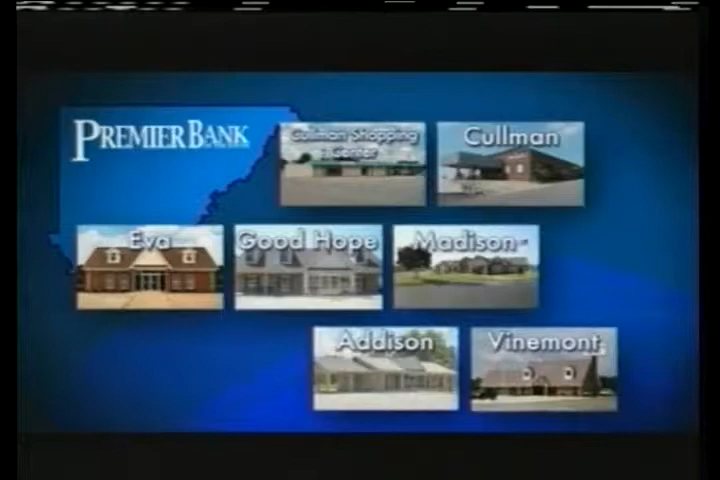 PREMIERBANK
Cullman Shopping
Center
Cullman
Eva
Good Hope
Madison
Addison
Vinemont